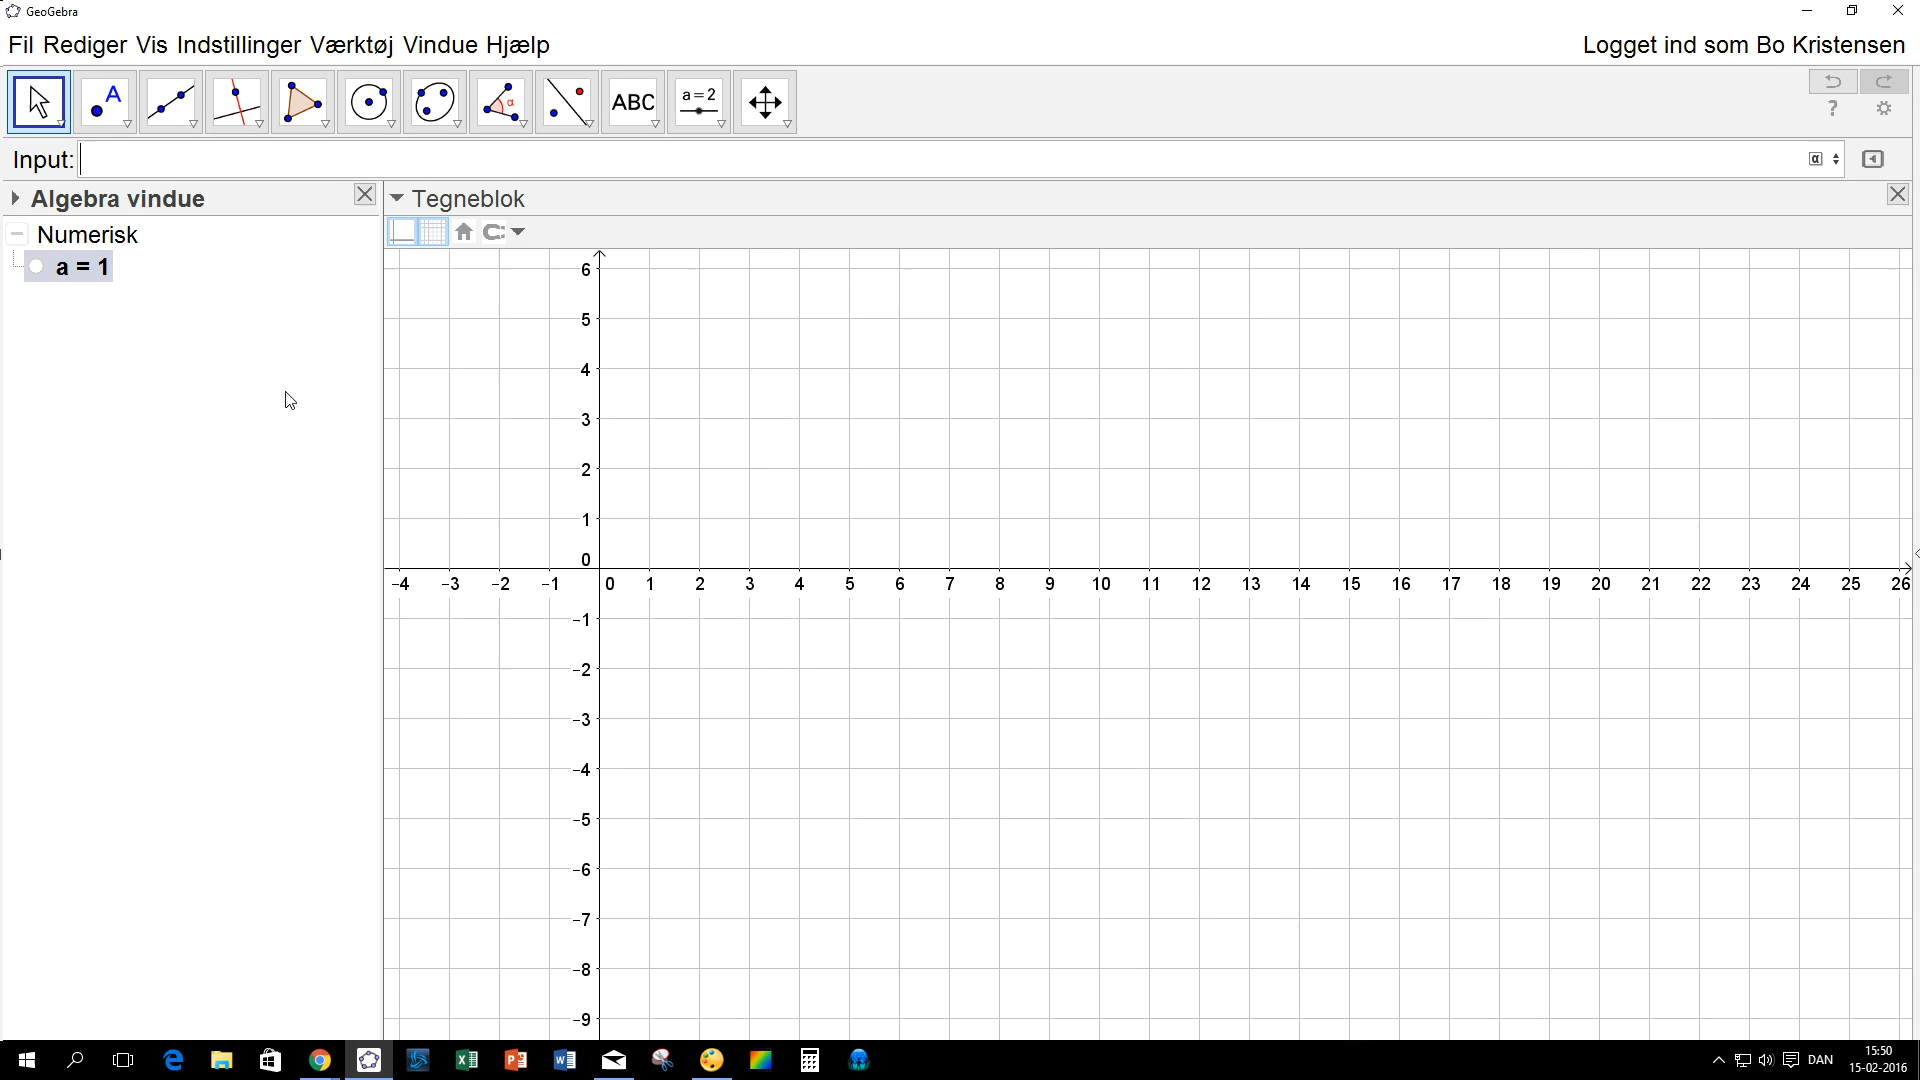 GeoGebra
Fil Rediger Vis Indstillinger Værktøj Vindue Hjælp
Logget ind som Bo Kristensen
A
α
ABC
a=2
?
Input:
α
Algebra vindue
Tegneblok
Numerisk
a = 1
6
5
4
3
2
1
0
-4 -3 -2 -1 0 1 2 3 4 5 6 7 8 9 10 11 12 13 14 15 16 17 18 19 20 21 22 23 24 25 26
-1
-2
-3
-4
-5
-6
-7
-8
-9
DAN
15:50
15-02-2016